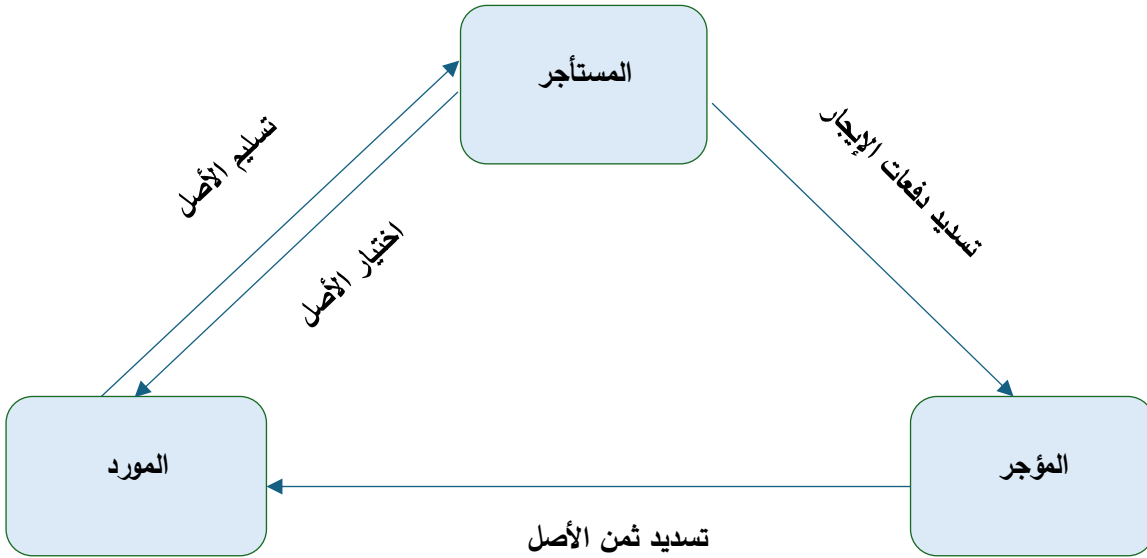 المستأجر
تسليم الأصل
اختيار الأصل
تسديد دفعات الإيجار
المورد
المؤجر
تسديد ثمن الأصل